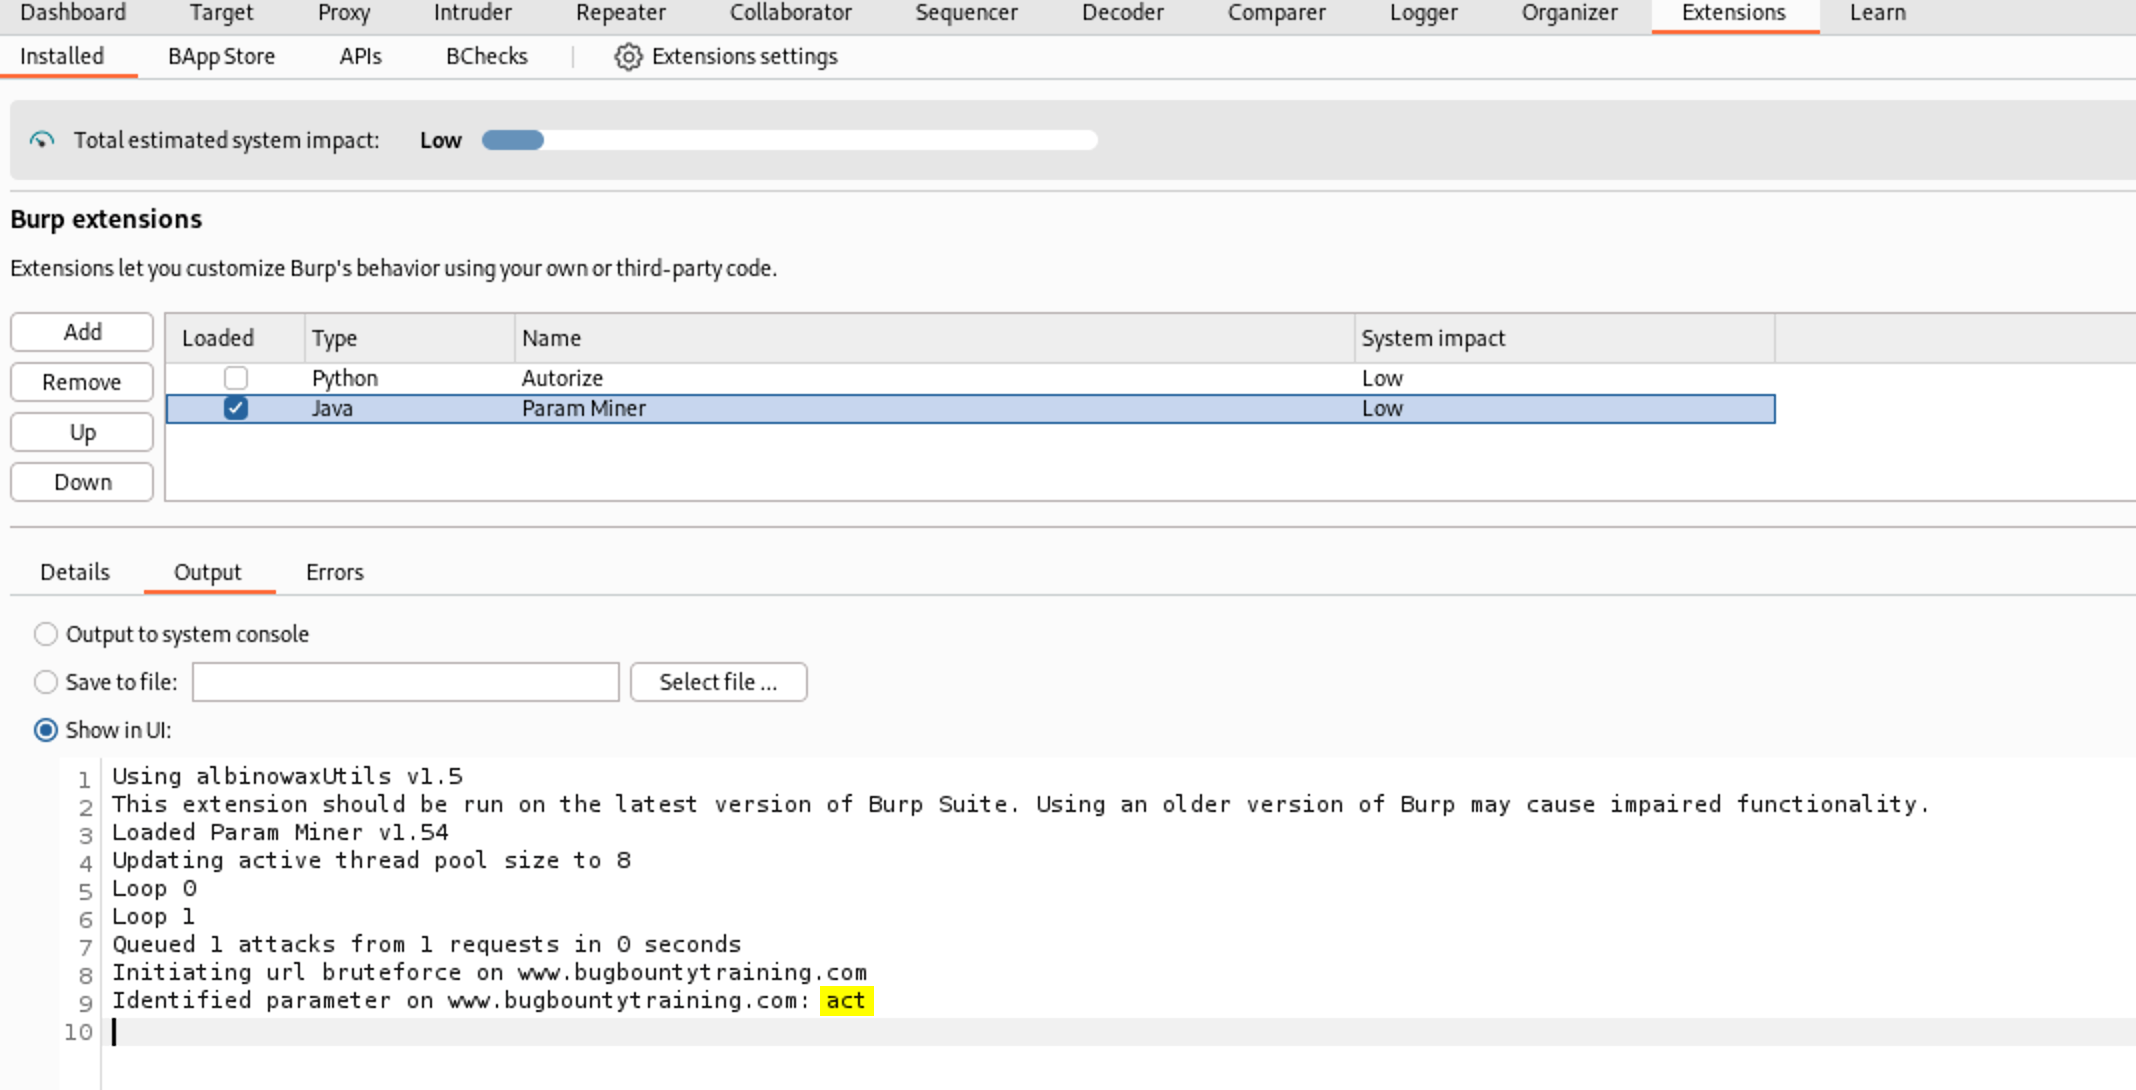 Dashboard Target Proxy Intruder Repeater Collaborator Sequencer Decoder Comparer Logger Organizer Extensions Learn
Installed BApp Store APIs BChecks Extensions settings
Total estimated system impact: Low
Burp extensions
Extensions let you customize Burp's behavior using your own or third-party code.
Add
Remove
Up
Down
Loaded Type Name System impact
Python Autorize Low
Java Param Miner Low
Details Output Errors
Output to system console
Save to file: Select file ...
Show in UI:
1 Using albinowaxUtils v1.5
2 This extension should be run on the latest version of Burp Suite. Using an older version of Burp may cause impaired functionality.
3 Loaded Param Miner v1.54
4 Updating active thread pool size to 8
5 Loop 0
6 Loop 1
7 Queued 1 attacks from 1 requests in 0 seconds
8 Initiating url bruteforce on www.bugbountytraining.com
9 Identified parameter on www.bugbountytraining.com: act
10